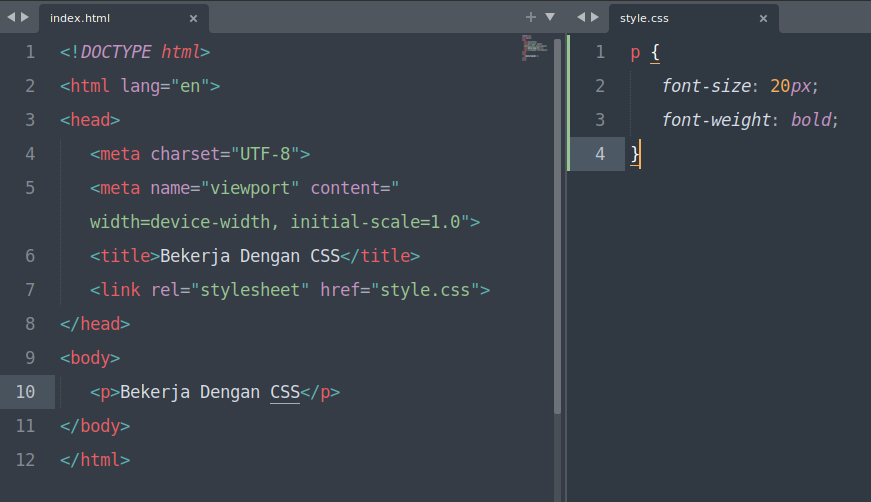 index.html
1 <!DOCTYPE html>
2 <html lang="en">
3 <head>
4 <meta charset="UTF-8">
5 <meta name="viewport" content="
width=device-width, initial-scale=1.0">
6 <title>Bekerja Dengan CSS</title>
7 <link rel="stylesheet" href="style.css">
8 </head>
9 <body>
10 <p>Bekerja Dengan CSS</p>
11 </body>
12 </html>
style.css
1 p {
2 font-size: 20px;
3 font-weight: bold;
4 }